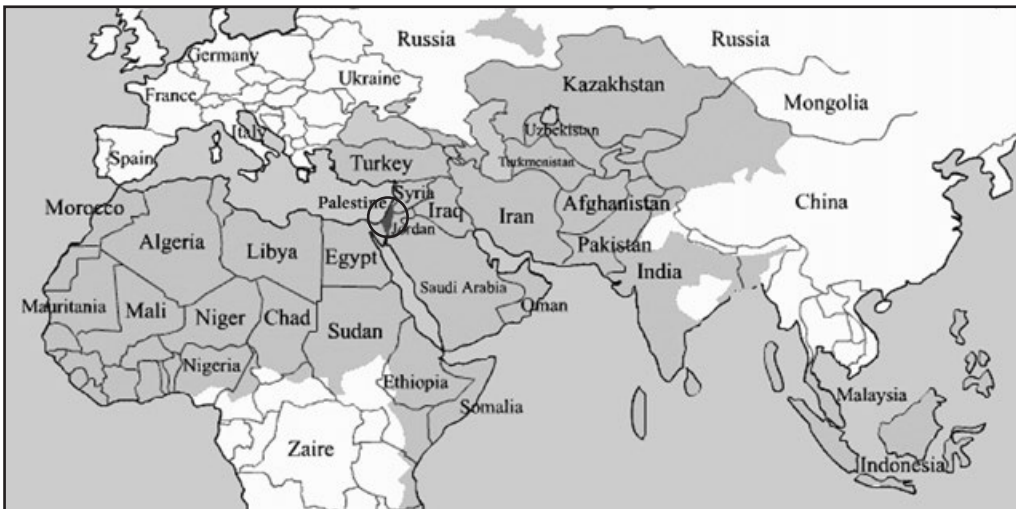 Russia
Russia
Germany
Ukraine
Kazakhstan
France
Mongolia
Italy
Uzbekistan
Spain
Turkey
Turkmenistan
Syria
Palestine
Morocco
Iraq
Iran
Afghanistan
China
Jordan
Algeria
Libya
Egypt
Pakistan
India
Saudi Arabia
Oman
Mauritania
Mali
Niger
Chad
Sudan
Nigeria
Ethiopia
Somalia
Malaysia
Zaire
Indonesia